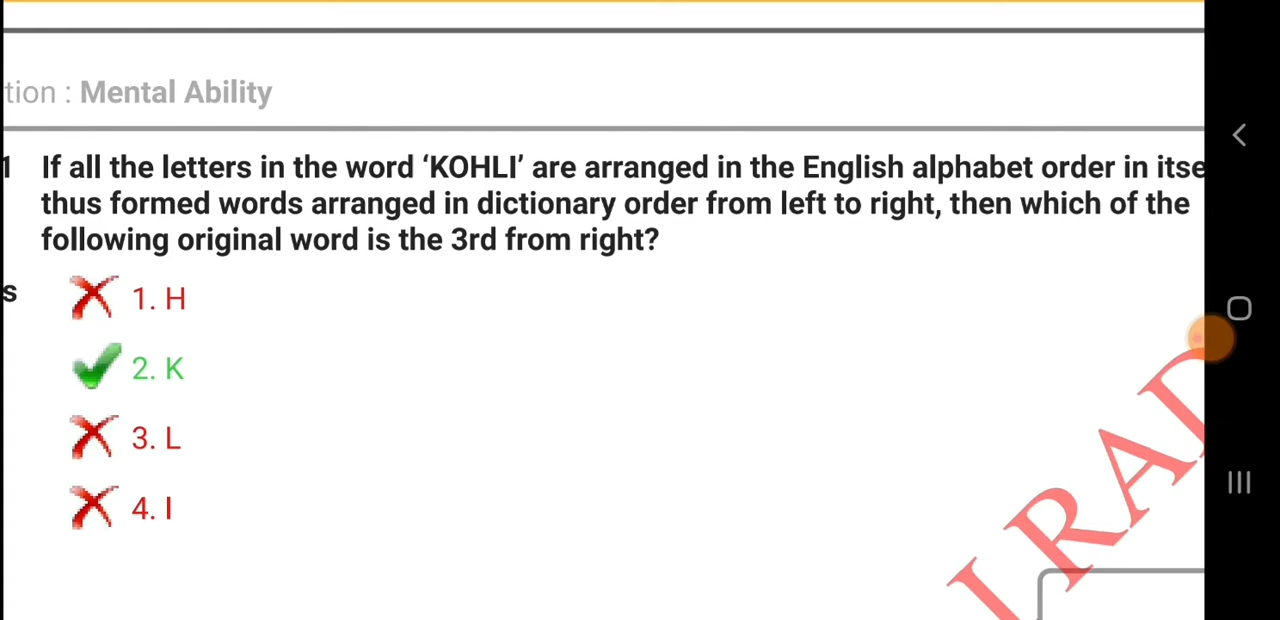 tion : Mental Ability
1 If all the letters in the word ‘KOHLI’ are arranged in the English alphabet order in itse
thus formed words arranged in dictionary order from left to right, then which of the
following original word is the 3rd from right?
s
1. H
2. K
3. L
4. I
I RAD